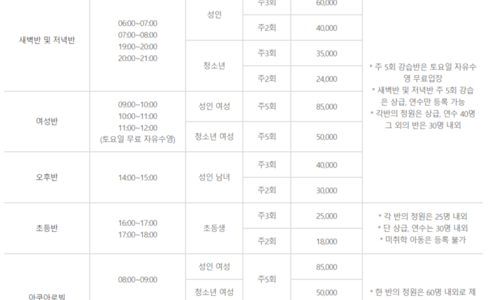 주3회 60,000
성인
06:00~07:00
07:00~08:00
19:00~20:00
20:00~21:00
주2회 40,000
새벽반 및 저녁반
주3회 35,000
청소년
주2회 24,000
* 주 5회 강습반은 토요일 자유수
영 무료입장
* 새벽반 및 저녁반 주 5회 강습
은 상급, 연수만 등록 가능
* 각반의 정원은 상급, 연수 40명
그 외의 반은 30명 내외
여성반
09:00~10:00
10:00~11:00
11:00~12:00
(토요일 무료 자유수영)
성인 여성 주5회 85,000
청소년 여성 주5회 50,000
오후반 14:00~15:00 성인 남녀
주3회 40,000
주2회 30,000
초등반
16:00~17:00
17:00~18:00
초등생
주3회 25,000
주2회 18,000
* 각 반의 정원은 25명 내외
* 단 상급, 연수는 30명 내외
* 미취학 아동은 등록 불가
아쿠아로빅
08:00~09:00
성인 여성 85,000
주5회
청소년 여성 50,000
* 한 반의 정원은 60명 내외로 제